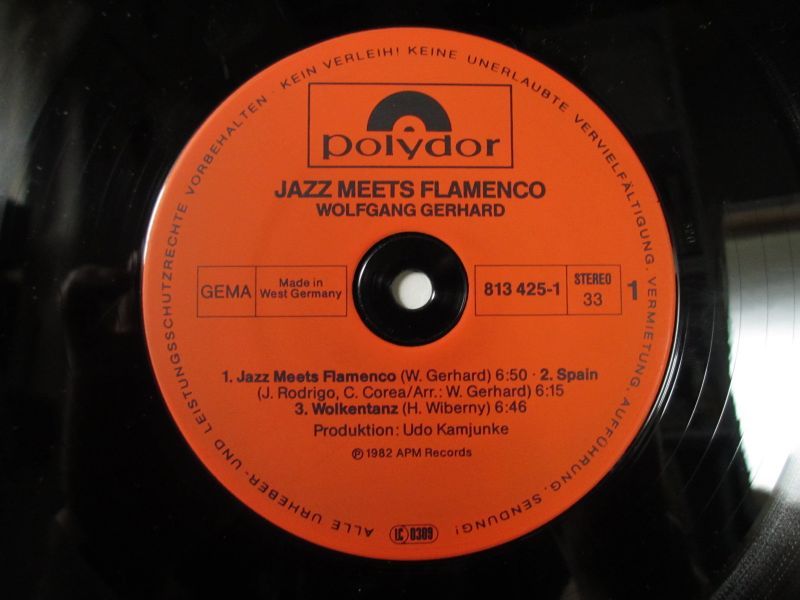 ALLE URHEBER- UND LEISTUNGSSCHUTZRECHTE VORBEHALTEN · KEIN VERLEIH! KEINE UNERLAUBTE VERVIELFÄLTIGUNG, VERMIETUNG, AUFFÜHRUNG, SENDUNG!
polydor
JAZZ MEETS FLAMENCO
WOLFGANG GERHARD
GEMA
Made in
West Germany
813 425-1
STEREO
33
1
1. Jazz Meets Flamenco (W. Gerhard) 6:50 · 2. Spain
(J. Rodrigo, C. Corea/Arr.: W. Gerhard) 6:15
3. Wolkentanz (H. Wiberny) 6:46
Produktion: Udo Kamjunke
℗ 1982 APM Records
LC 0309